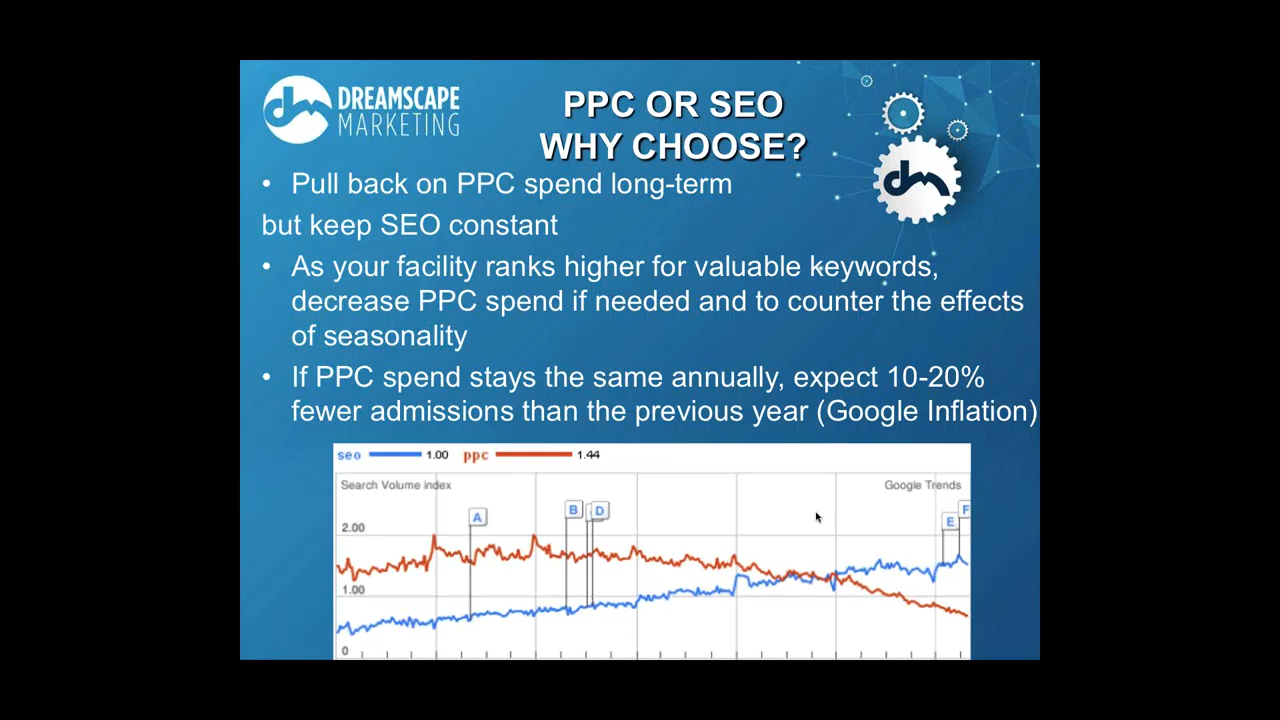 DREAMSCAPE
MARKETING
dm
PPC OR SEO
WHY CHOOSE?
dm
• Pull back on PPC spend long-term
but keep SEO constant
• As your facility ranks higher for valuable keywords,
decrease PPC spend if needed and to counter the effects
of seasonality
• If PPC spend stays the same annually, expect 10-20%
fewer admissions than the previous year (Google Inflation)
seo 1.00 ppc 1.44
Search Volume index Google Trends
A B D E F
2.00
1.00
0